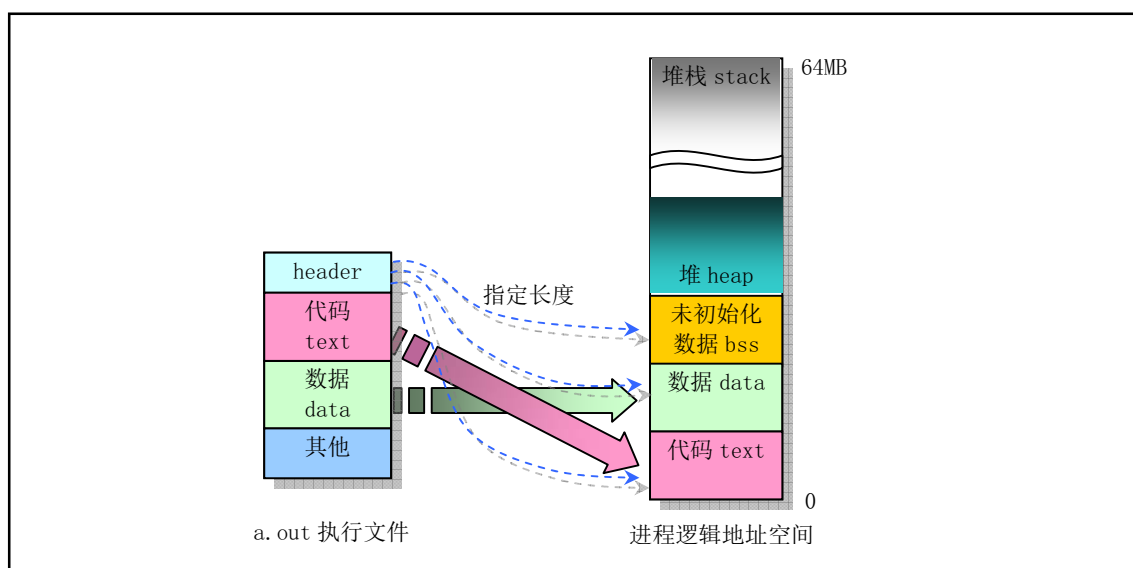 堆栈 stack
64MB
header
代码
text
数据
data
其他
指定长度
堆 heap
未初始化
数据 bss
数据 data
代码 text
0
a.out 执行文件
进程逻辑地址空间